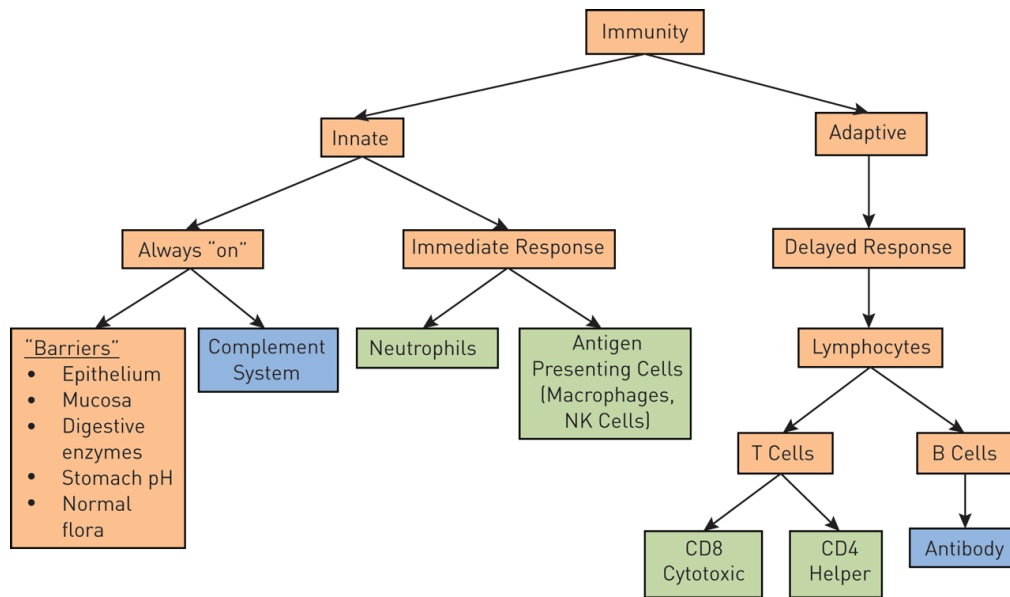 Immunity
Innate
Adaptive
Always “on”
Immediate Response
Delayed Response
“Barriers”
• Epithelium
• Mucosa
• Digestive
enzymes
• Stomach pH
• Normal
flora
Complement
System
Neutrophils
Antigen
Presenting Cells
(Macrophages,
NK Cells)
Lymphocytes
T Cells
B Cells
CD8
Cytotoxic
CD4
Helper
Antibody